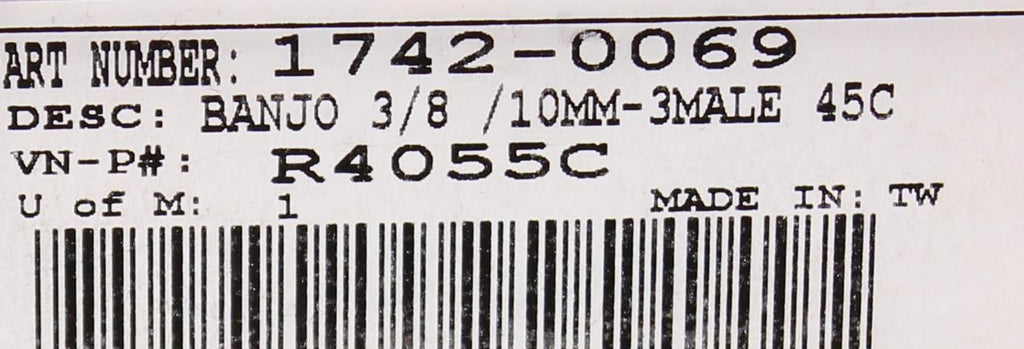 ART NUMBER: 1742-0069
DESC: BANJO 3/8 /10MM-3MALE 45C
VN-P#: R4055C
U of M: 1 MADE IN: TW